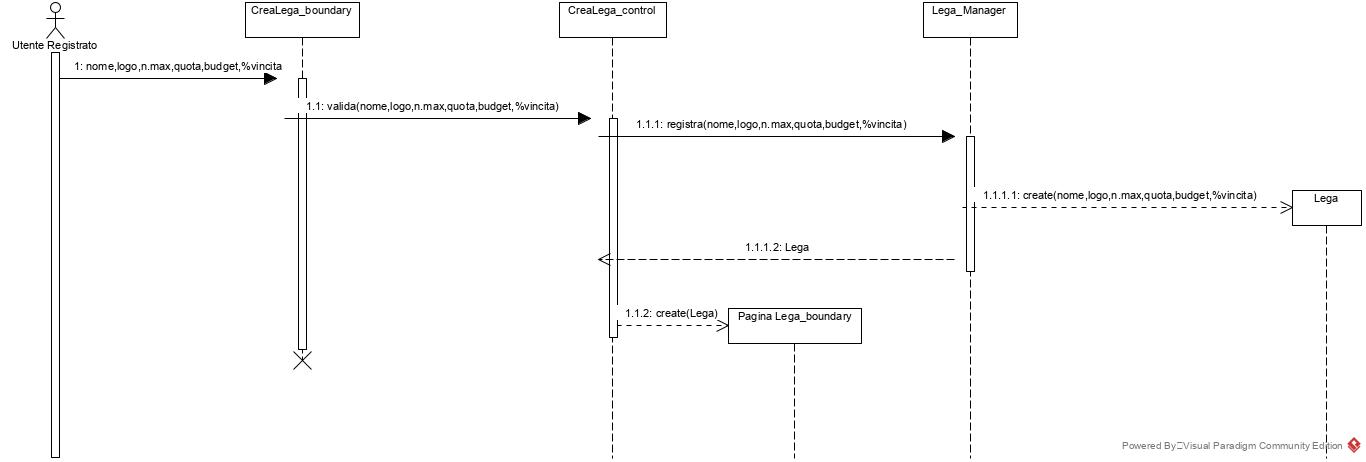 CreaLega_boundary
CreaLega_control
Lega_Manager
Utente Registrato
1: nome,logo,n.max,quota,budget,%vincita
1.1: valida(nome,logo,n.max,quota,budget,%vincita)
1.1.1: registra(nome,logo,n.max,quota,budget,%vincita)
1.1.1.1: create(nome,logo,n.max,quota,budget,%vincita)
Lega
1.1.1.2: Lega
1.1.2: create(Lega)
Pagina Lega_boundary
Powered By Visual Paradigm Community Edition